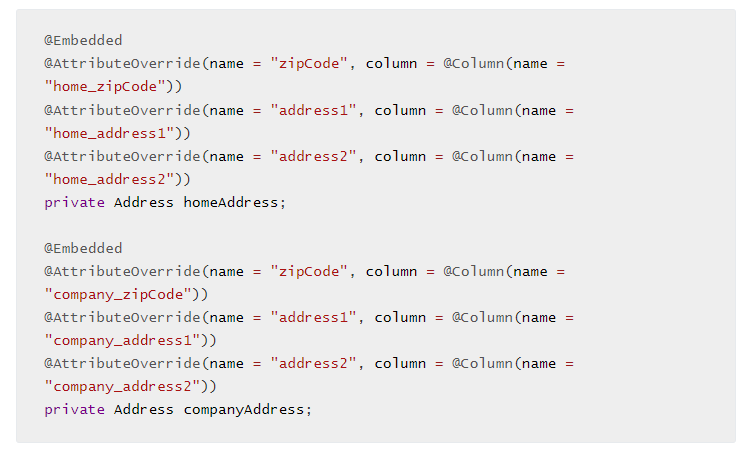 @Embedded
@AttributeOverride(name = "zipCode", column = @Column(name =
"home_zipCode"))
@AttributeOverride(name = "address1", column = @Column(name =
"home_address1"))
@AttributeOverride(name = "address2", column = @Column(name =
"home_address2"))
private Address homeAddress;
@Embedded
@AttributeOverride(name = "zipCode", column = @Column(name =
"company_zipCode"))
@AttributeOverride(name = "address1", column = @Column(name =
"company_address1"))
@AttributeOverride(name = "address2", column = @Column(name =
"company_address2"))
private Address companyAddress;